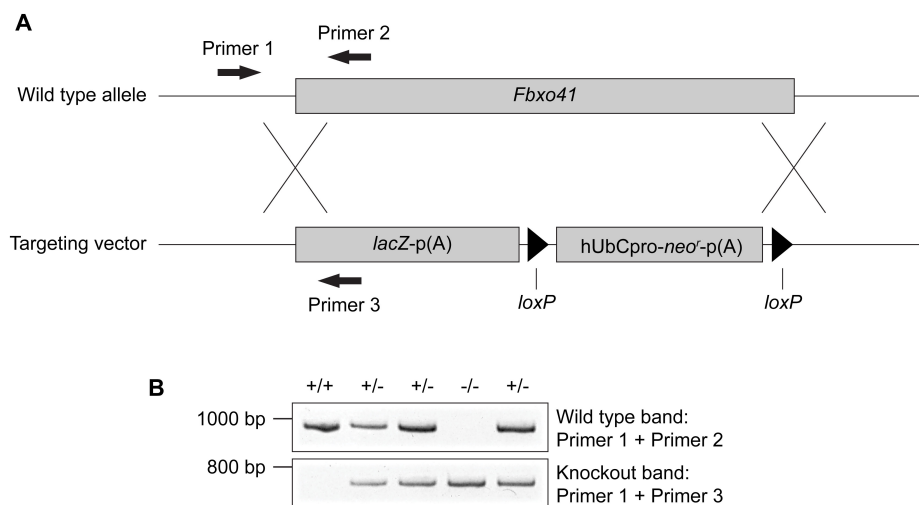 A
Primer 1
Primer 2
Wild type allele
Fbxo41
Targeting vector
lacZ-p(A)
hUbCpro-neoʳ-p(A)
Primer 3
loxP
loxP
B
+/+ +/- +/- -/- +/-
1000 bp
Wild type band:
Primer 1 + Primer 2
800 bp
Knockout band:
Primer 1 + Primer 3